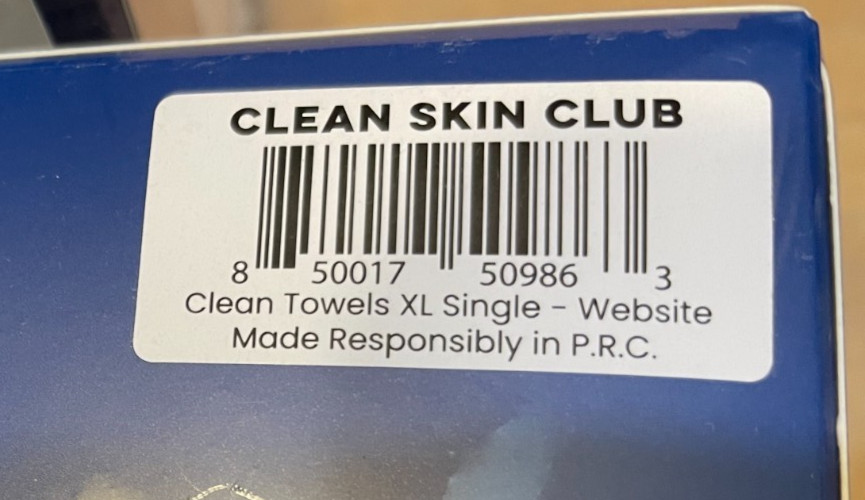 CLEAN SKIN CLUB
8 50017 50986 3
Clean Towels XL Single - Website
Made Responsibly in P.R.C.